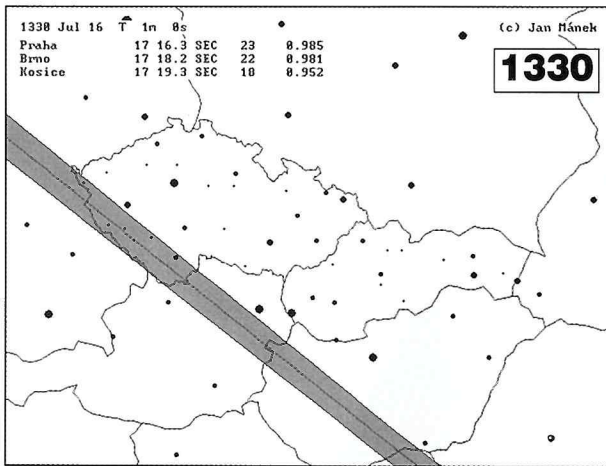 1330 Jul 16 T 1m 0s
(c) Jan Mánek
1330
Praha 17 16.3 SEC 23 0.985
Brno 17 18.2 SEC 22 0.981
Kosice 17 19.3 SEC 18 0.952